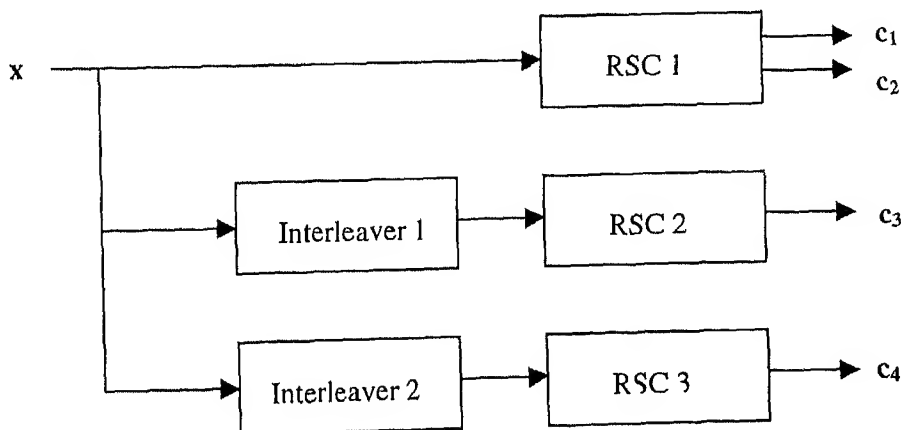 x
RSC 1
c₁
c₂
Interleaver 1
RSC 2
c₃
Interleaver 2
RSC 3
c₄